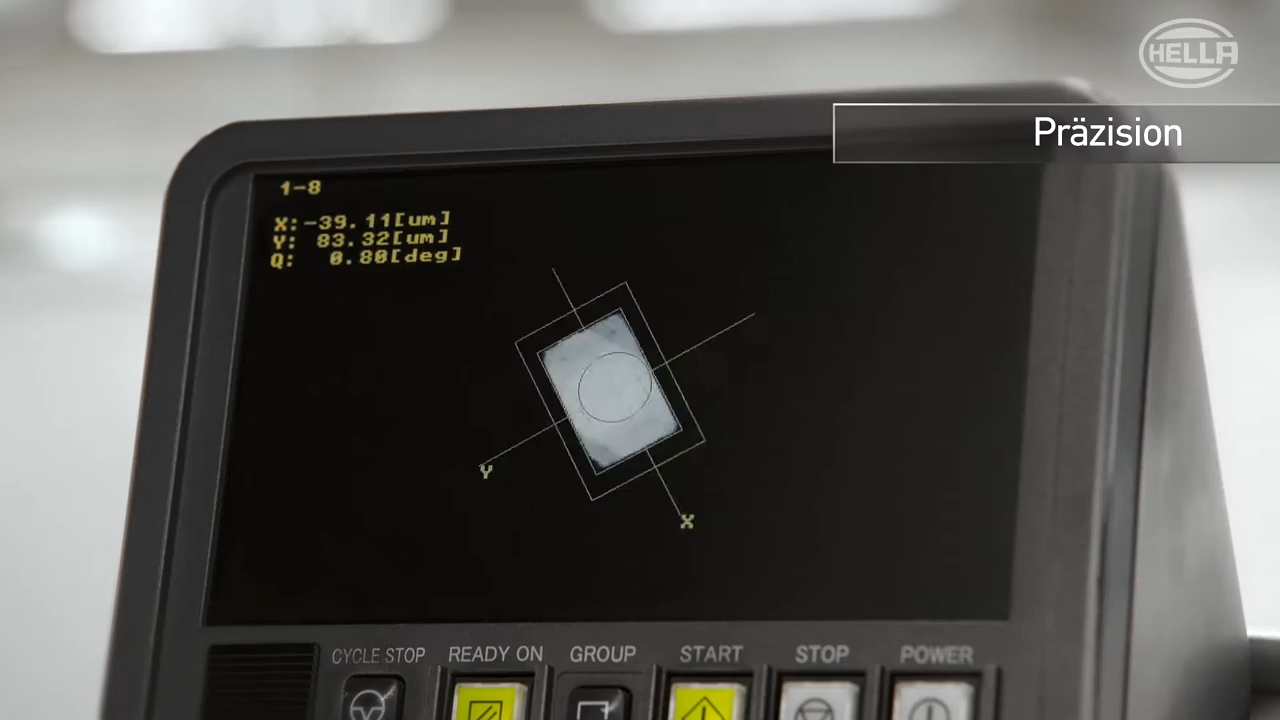 HELLA
Präzision
1-8
X:-39.11[um]
Y: 83.32[um]
Q: 0.80[deg]
Y
X
CYCLE STOP
READY ON
GROUP
START
STOP
POWER